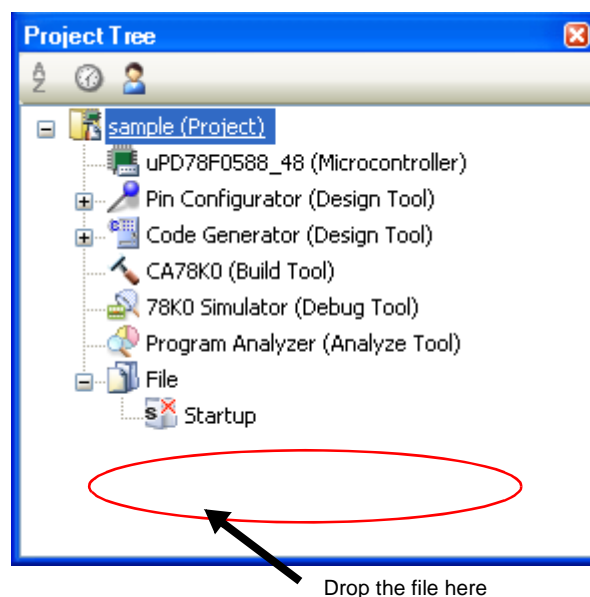 Project Tree
sample (Project)
uPD78F0588_48 (Microcontroller)
Pin Configurator (Design Tool)
Code Generator (Design Tool)
CA78K0 (Build Tool)
78K0 Simulator (Debug Tool)
Program Analyzer (Analyze Tool)
File
Startup
Drop the file here